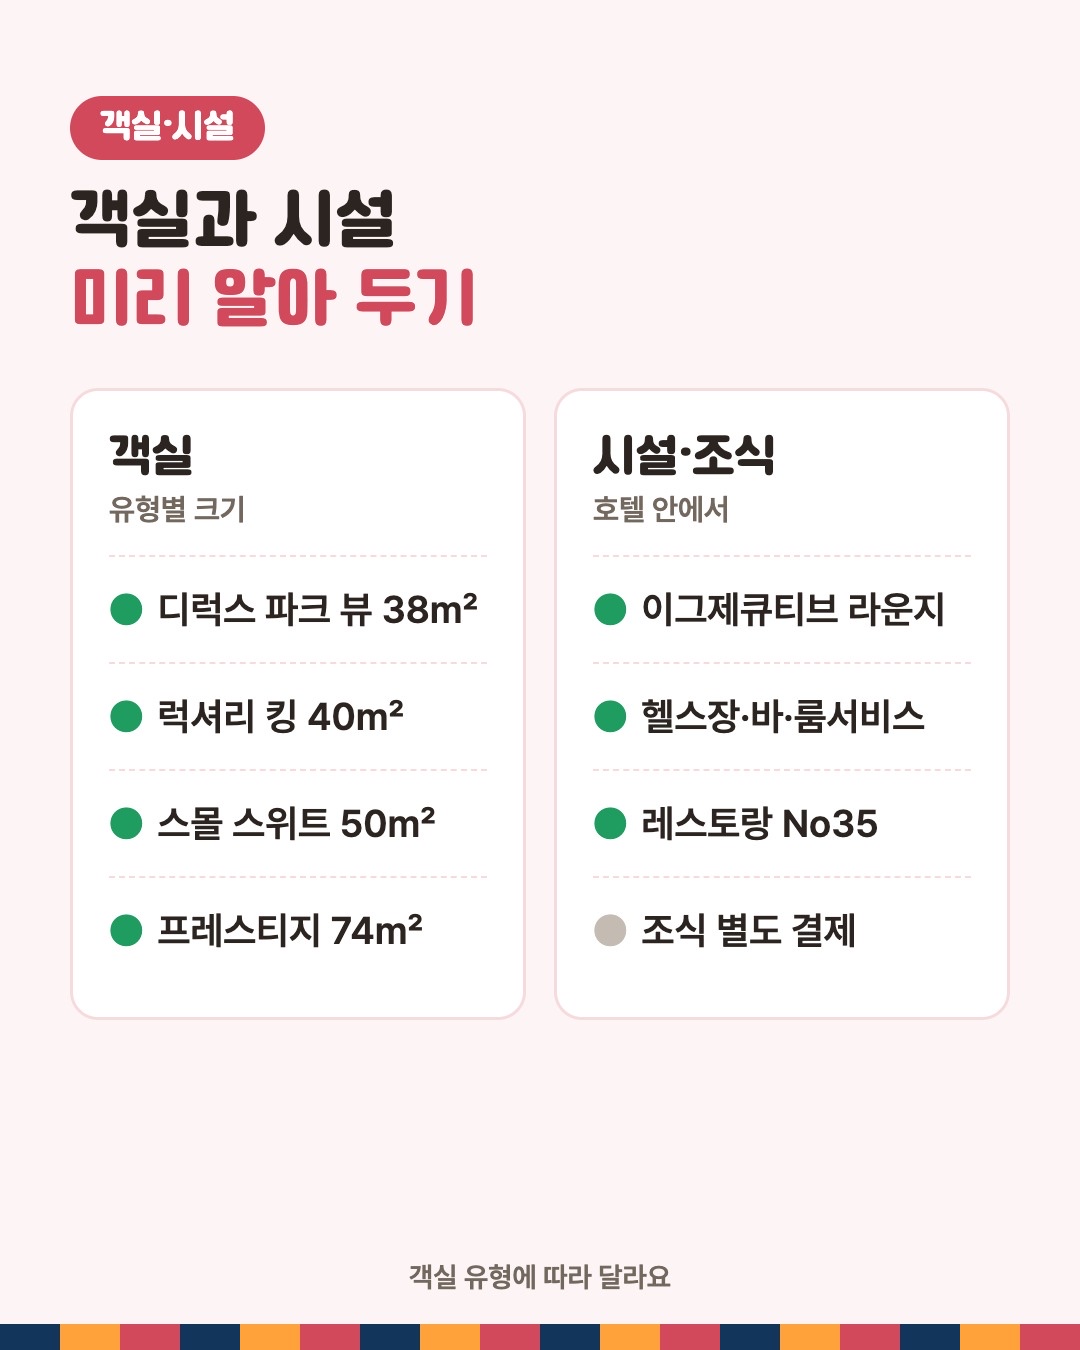 객실·시설
객실과 시설
미리 알아 두기
객실
유형별 크기
디럭스 파크 뷰 38m²
럭셔리 킹 40m²
스몰 스위트 50m²
프레스티지 74m²
시설·조식
호텔 안에서
이그제큐티브 라운지
헬스장·바·룸서비스
레스토랑 No35
조식 별도 결제
객실 유형에 따라 달라요